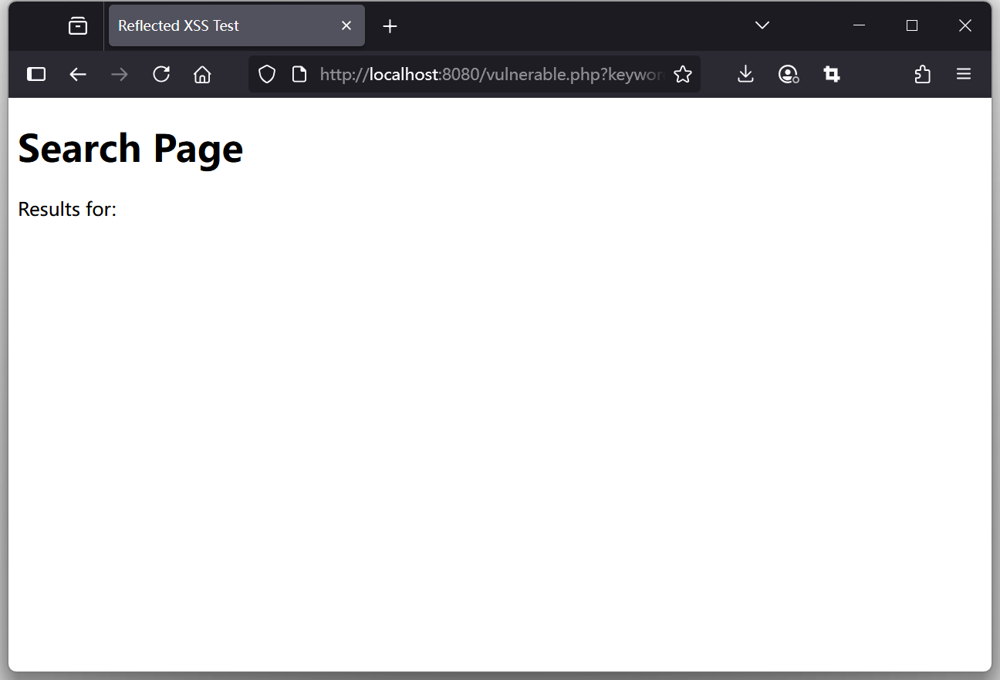 Reflected XSS Test
http://localhost:8080/vulnerable.php?keywor
Search Page
Results for: